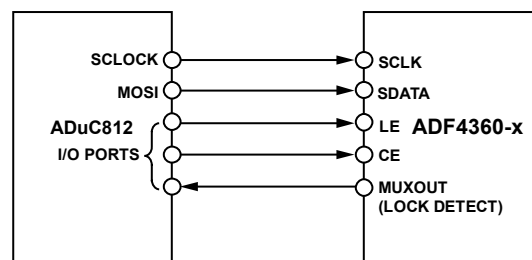 SCLOCK
MOSI
ADuC812
I/O PORTS
SCLK
SDATA
LE
ADF4360-x
CE
MUXOUT
(LOCK DETECT)